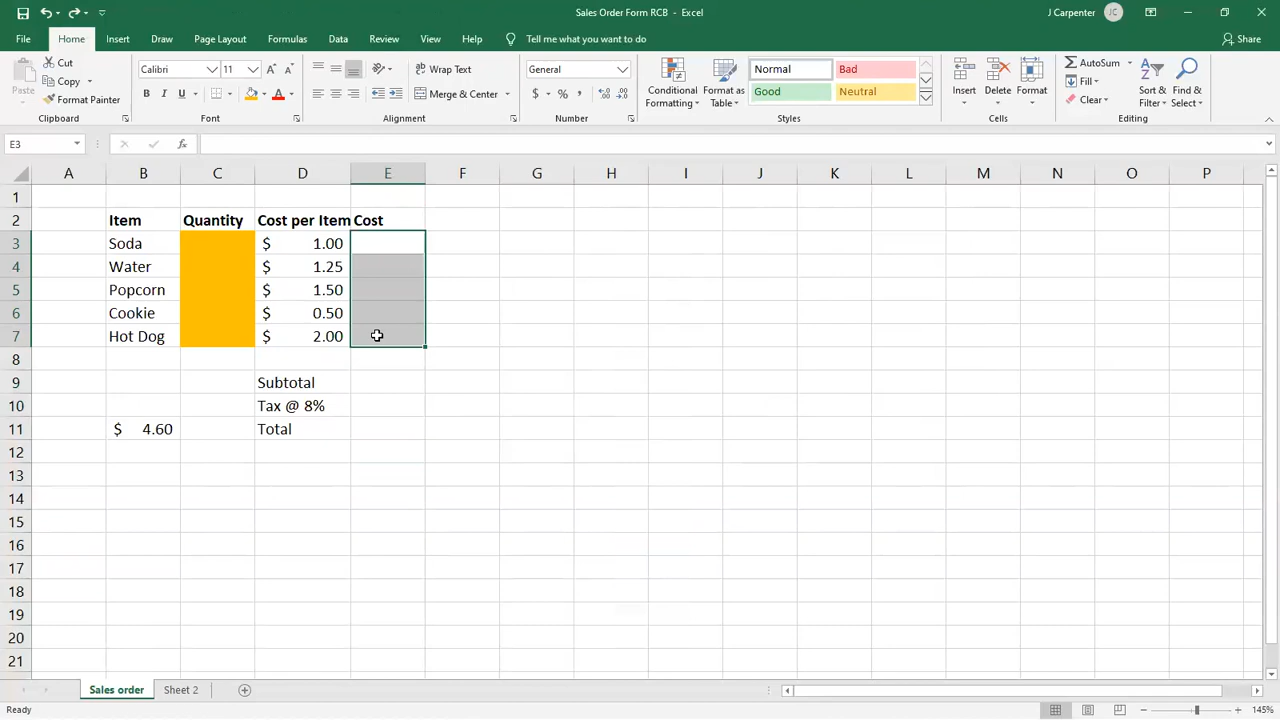 Sales Order Form RCB - Excel
J Carpenter JC
File Home Insert Draw Page Layout Formulas Data Review View Help Tell me what you want to do Share
Paste Cut Copy Format Painter
Calibri 11
B I U A
Wrap Text
Merge & Center
General
$ % ,
Conditional Formatting Format as Table
Normal Bad
Good Neutral
Insert Delete Format
AutoSum Fill Clear
Sort & Filter Find & Select
Clipboard Font Alignment Number Styles Cells Editing
E3 fx
A B C D E F G H I J K L M N O P
1
2 Item Quantity Cost per Item Cost
3 Soda $ 1.00
4 Water $ 1.25
5 Popcorn $ 1.50
6 Cookie $ 0.50
7 Hot Dog $ 2.00
8
9 Subtotal
10 Tax @ 8%
11 $ 4.60 Total
12
13
14
15
16
17
18
19
20
21
Sales order Sheet 2
Ready 145%